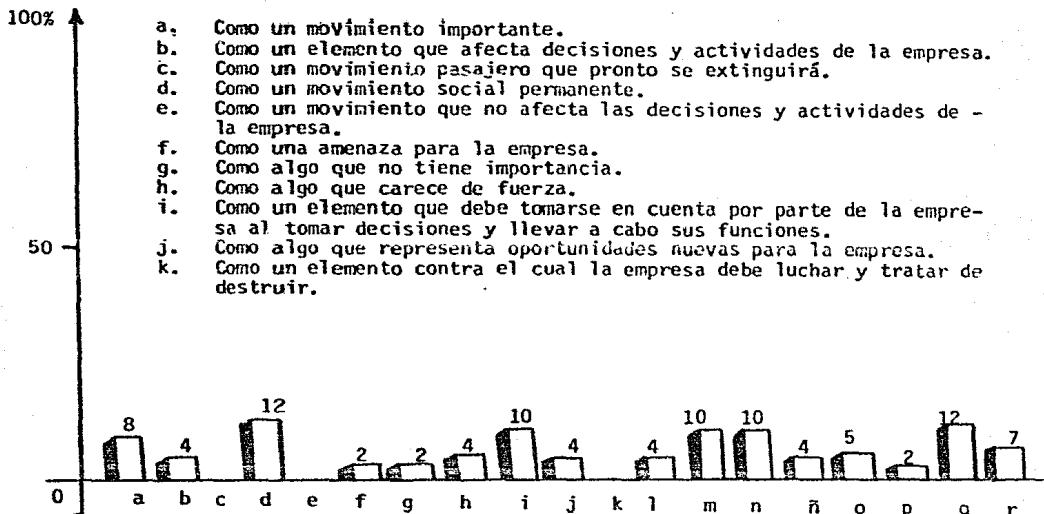 100%
a. Como un movimiento importante.
b. Como un elemento que afecta decisiones y actividades de la empresa.
c. Como un movimiento pasajero que pronto se extinguirá.
d. Como un movimiento social permanente.
e. Como un movimiento que no afecta las decisiones y actividades de -
la empresa.
f. Como una amenaza para la empresa.
g. Como algo que no tiene importancia.
h. Como algo que carece de fuerza.
i. Como un elemento que debe tomarse en cuenta por parte de la empre-
sa al tomar decisiones y llevar a cabo sus funciones.
50
j. Como algo que representa oportunidades nuevas para la empresa.
k. Como un elemento contra el cual la empresa debe luchar y tratar de
destruir.
8 4 12 2 2 4 10 4 4 10 10 4 5 2 12 7
0 a b c d e f g h i j k l m n ñ o p q r